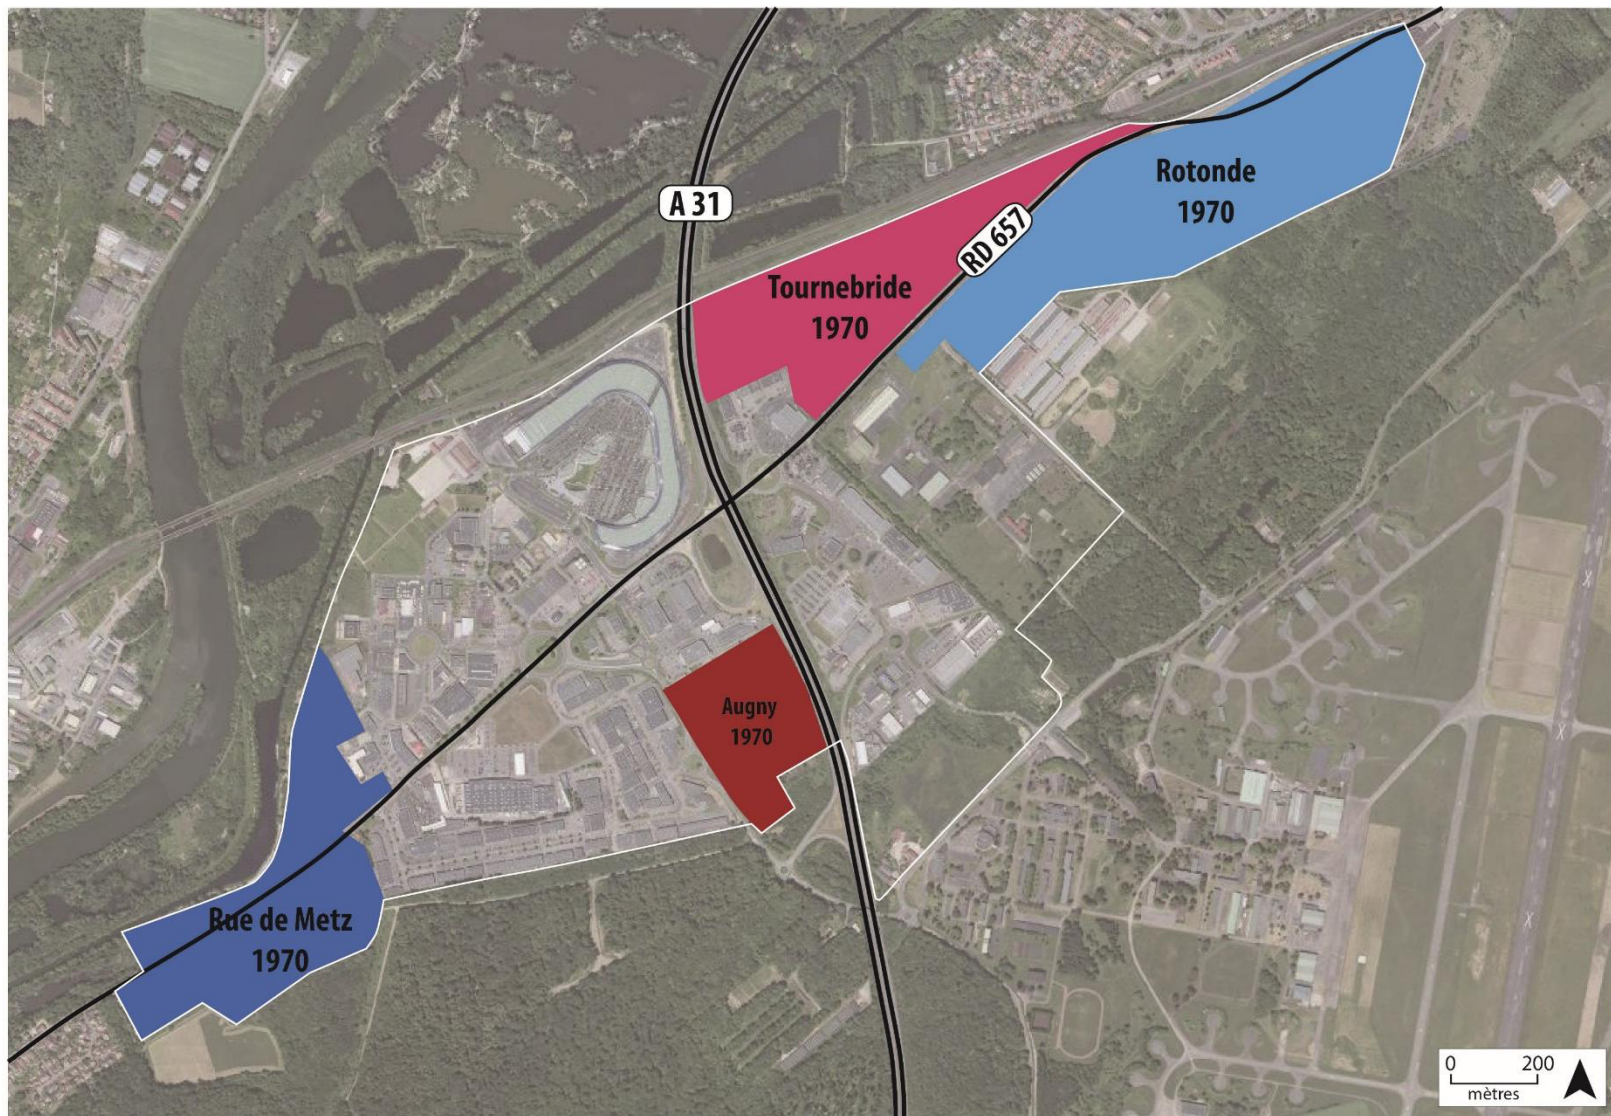 A 31
Rotonde
1970
RD 657
Tournebride
1970
Augny
1970
Rue de Metz
1970
0 200
mètres